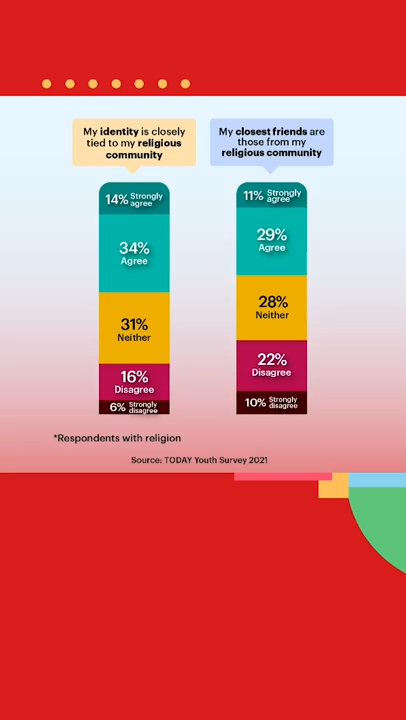 My identity is closely
tied to my religious
community
14% Strongly
agree
34%
Agree
31%
Neither
16%
Disagree
6% Strongly
disagree
My closest friends are
those from my
religious community
11% Strongly
agree
29%
Agree
28%
Neither
22%
Disagree
10% Strongly
disagree
*Respondents with religion
Source: TODAY Youth Survey 2021